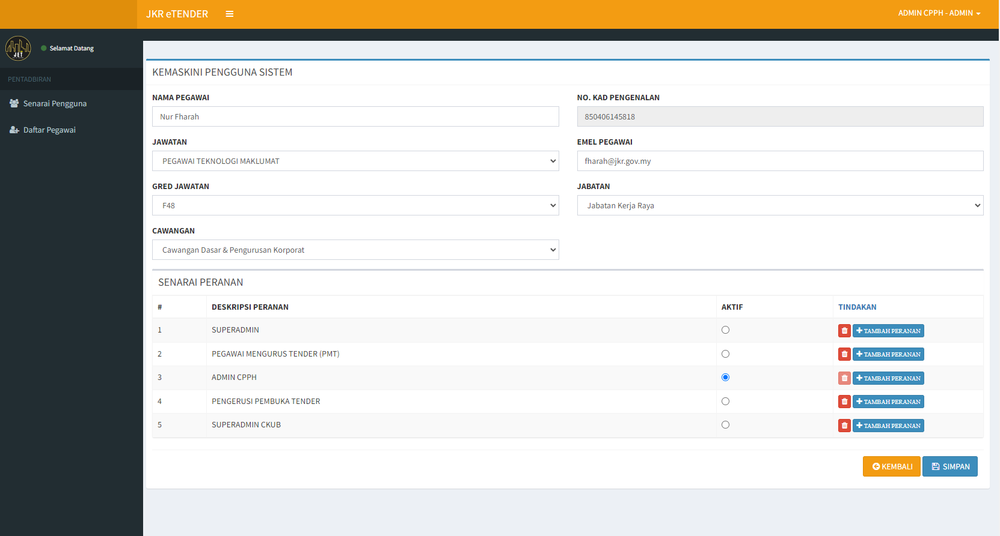 JKR eTENDER
ADMIN CPPH - ADMIN
JET
Selamat Datang
PENTADBIRAN
Senarai Pengguna
Daftar Pegawai
KEMASKINI PENGGUNA SISTEM
NAMA PEGAWAI
NO. KAD PENGENALAN
Nur Fharah
850406145818
JAWATAN
EMEL PEGAWAI
PEGAWAI TEKNOLOGI MAKLUMAT
fharah@jkr.gov.my
GRED JAWATAN
JABATAN
F48
Jabatan Kerja Raya
CAWANGAN
Cawangan Dasar & Pengurusan Korporat
SENARAI PERANAN
# DESKRIPSI PERANAN AKTIF TINDAKAN
1 SUPERADMIN TAMBAH PERANAN
2 PEGAWAI MENGURUS TENDER (PMT) TAMBAH PERANAN
3 ADMIN CPPH TAMBAH PERANAN
4 PENGERUSI PEMBUKA TENDER TAMBAH PERANAN
5 SUPERADMIN CKUB TAMBAH PERANAN
KEMBALI SIMPAN